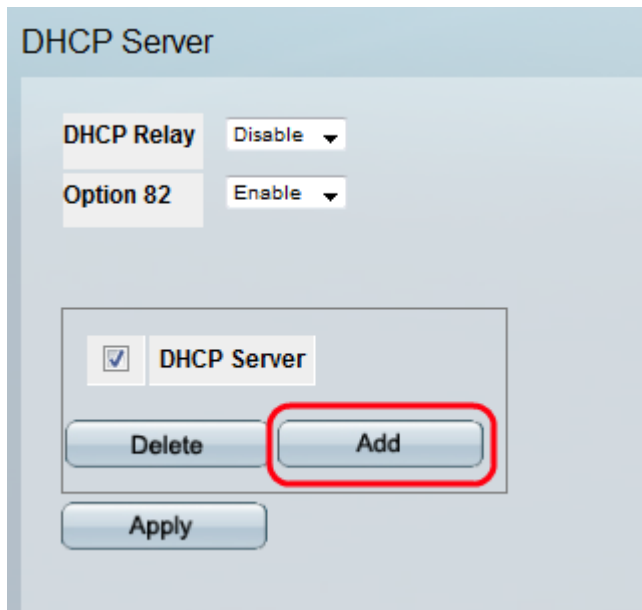 DHCP Server
DHCP Relay Disable
Option 82 Enable
DHCP Server
Delete Add
Apply